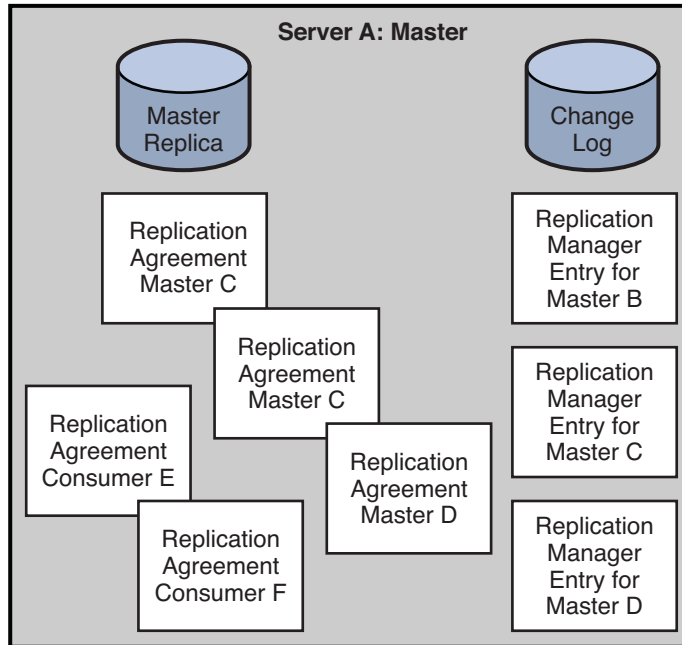 Server A: Master
Master
Replica
Change
Log
Replication
Agreement
Master C
Replication
Agreement
Master C
Replication
Agreement
Master D
Replication
Agreement
Consumer E
Replication
Agreement
Consumer F
Replication
Manager
Entry for
Master B
Replication
Manager
Entry for
Master C
Replication
Manager
Entry for
Master D